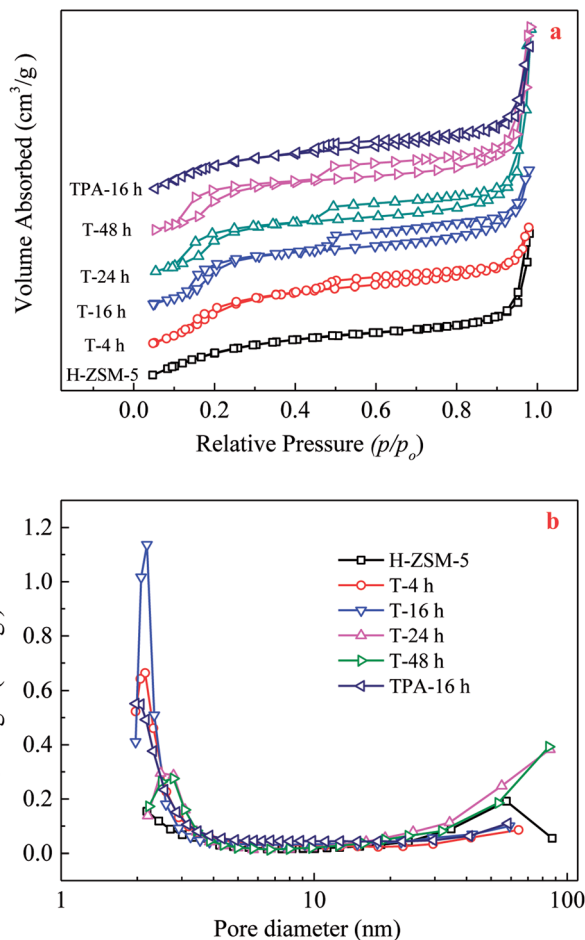 a
Volume Absorbed (cm³/g)
TPA-16 h
T-48 h
T-24 h
T-16 h
T-4 h
H-ZSM-5
0.0 0.2 0.4 0.6 0.8 1.0
Relative Pressure (p/pₒ)
b
1.2
1.0
0.8
0.6
0.4
0.2
0.0
H-ZSM-5
T-4 h
T-16 h
T-24 h
T-48 h
TPA-16 h
1 10 100
Pore diameter (nm)